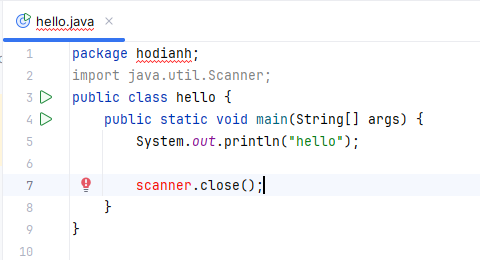 hello.java
1 package hodianh;
2 import java.util.Scanner;
3 public class hello {
4 public static void main(String[] args) {
5 System.out.println("hello");
6
7 scanner.close();
8 }
9 }
10